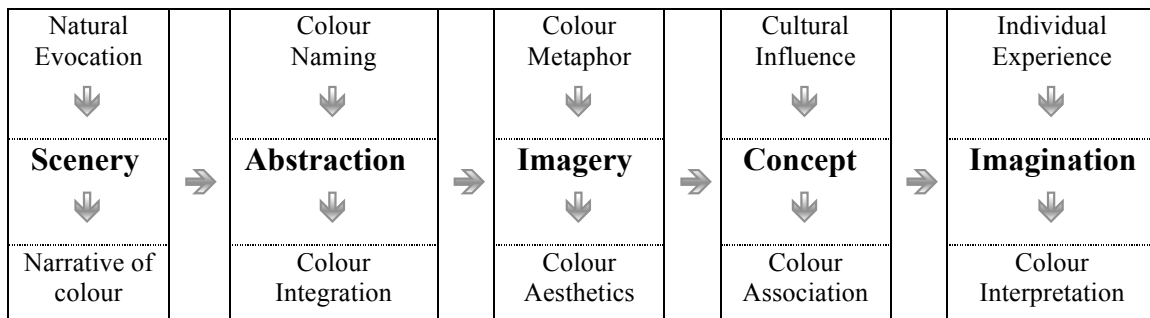 Natural
Evocation
Scenery
Narrative of
colour
Colour
Naming
Abstraction
Colour
Integration
Colour
Metaphor
Imagery
Colour
Aesthetics
Cultural
Influence
Concept
Colour
Association
Individual
Experience
Imagination
Colour
Interpretation